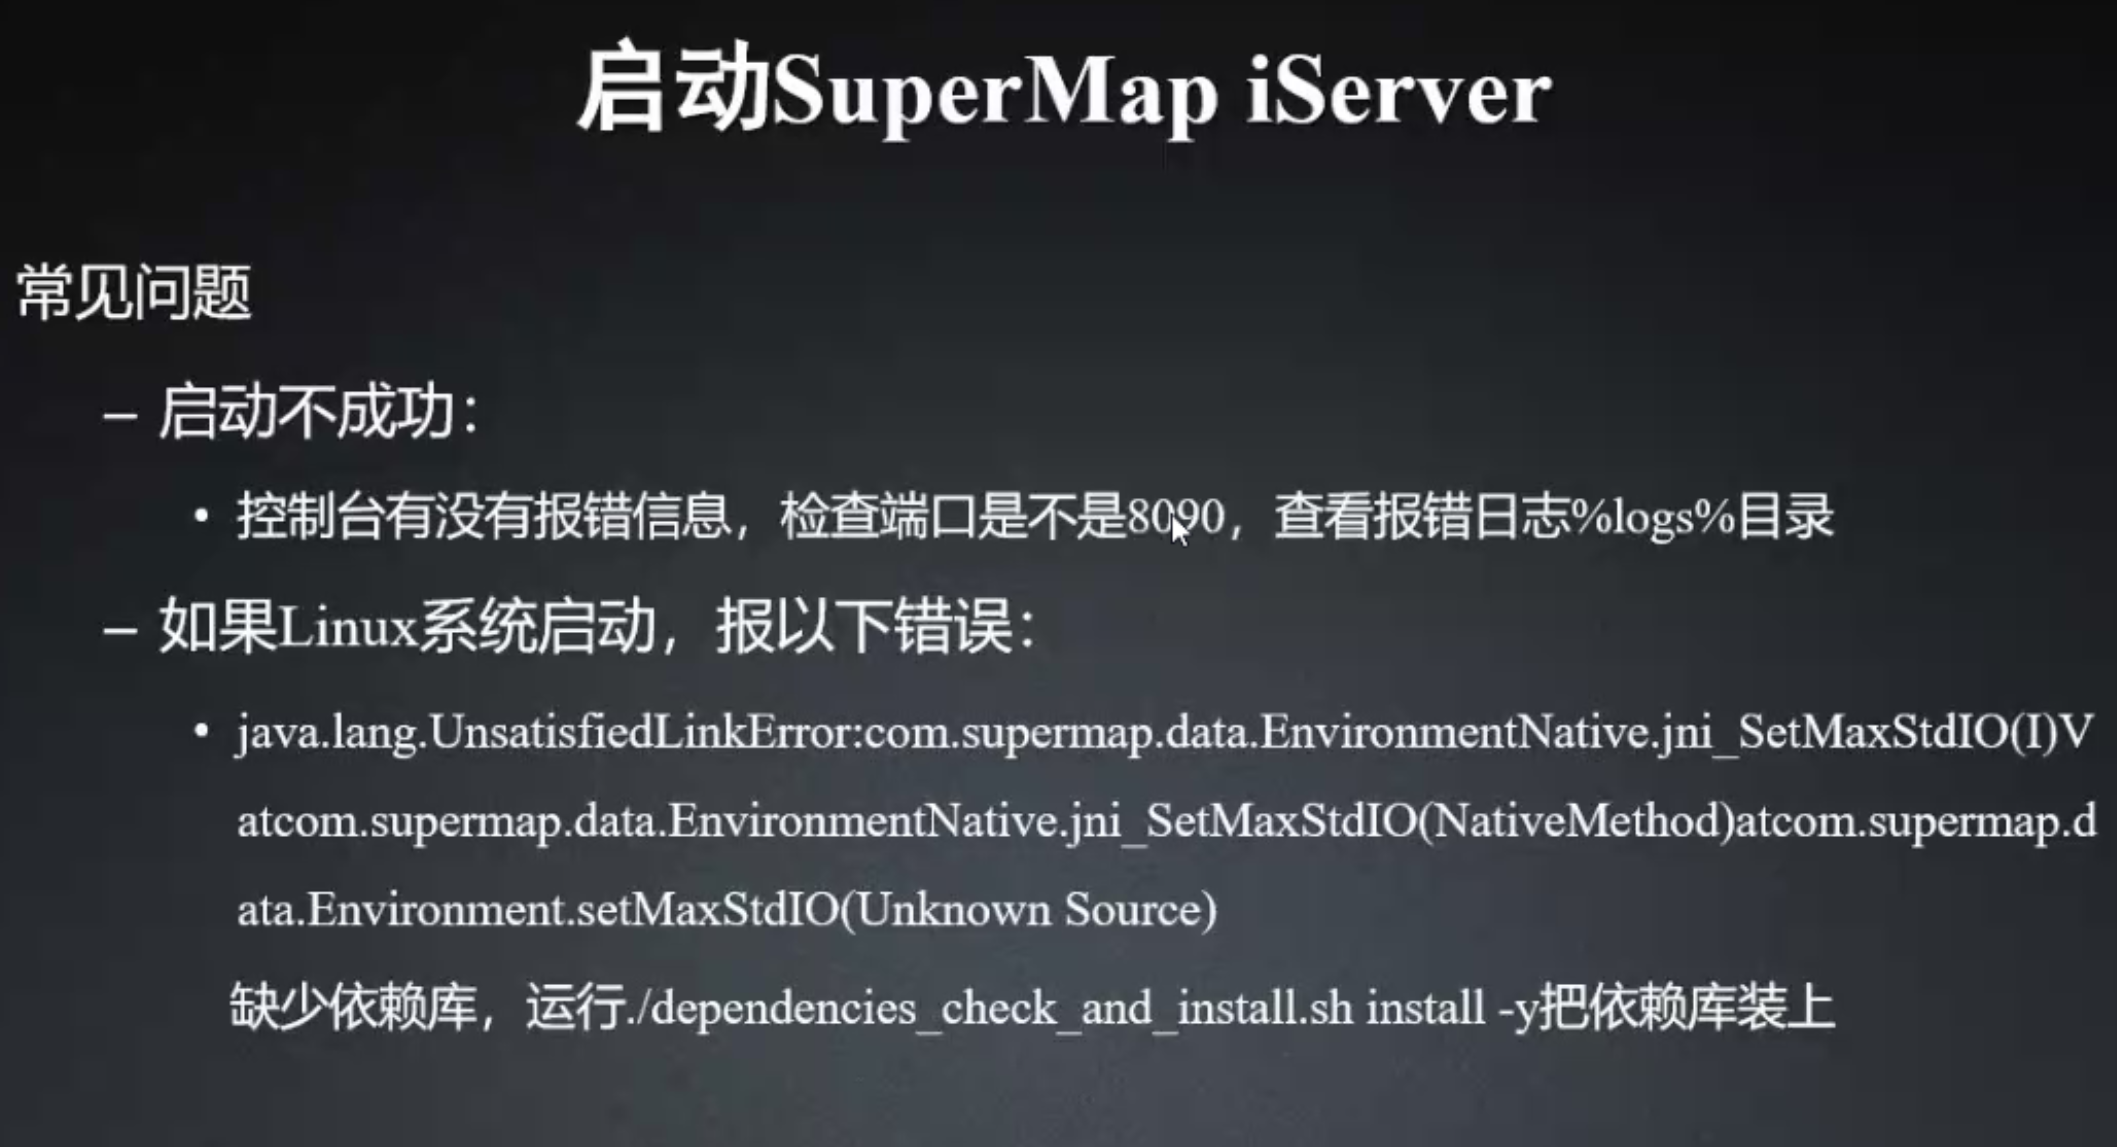 启动SuperMap iServer
常见问题
– 启动不成功：
• 控制台有没有报错信息，检查端口是不是8090，查看报错日志%logs%目录
– 如果Linux系统启动，报以下错误：
• java.lang.UnsatisfiedLinkError:com.supermap.data.EnvironmentNative.jni_SetMaxStdIO(I)V
atcom.supermap.data.EnvironmentNative.jni_SetMaxStdIO(NativeMethod)atcom.supermap.d
ata.Environment.setMaxStdIO(Unknown Source)
缺少依赖库，运行./dependencies_check_and_install.sh install -y把依赖库装上